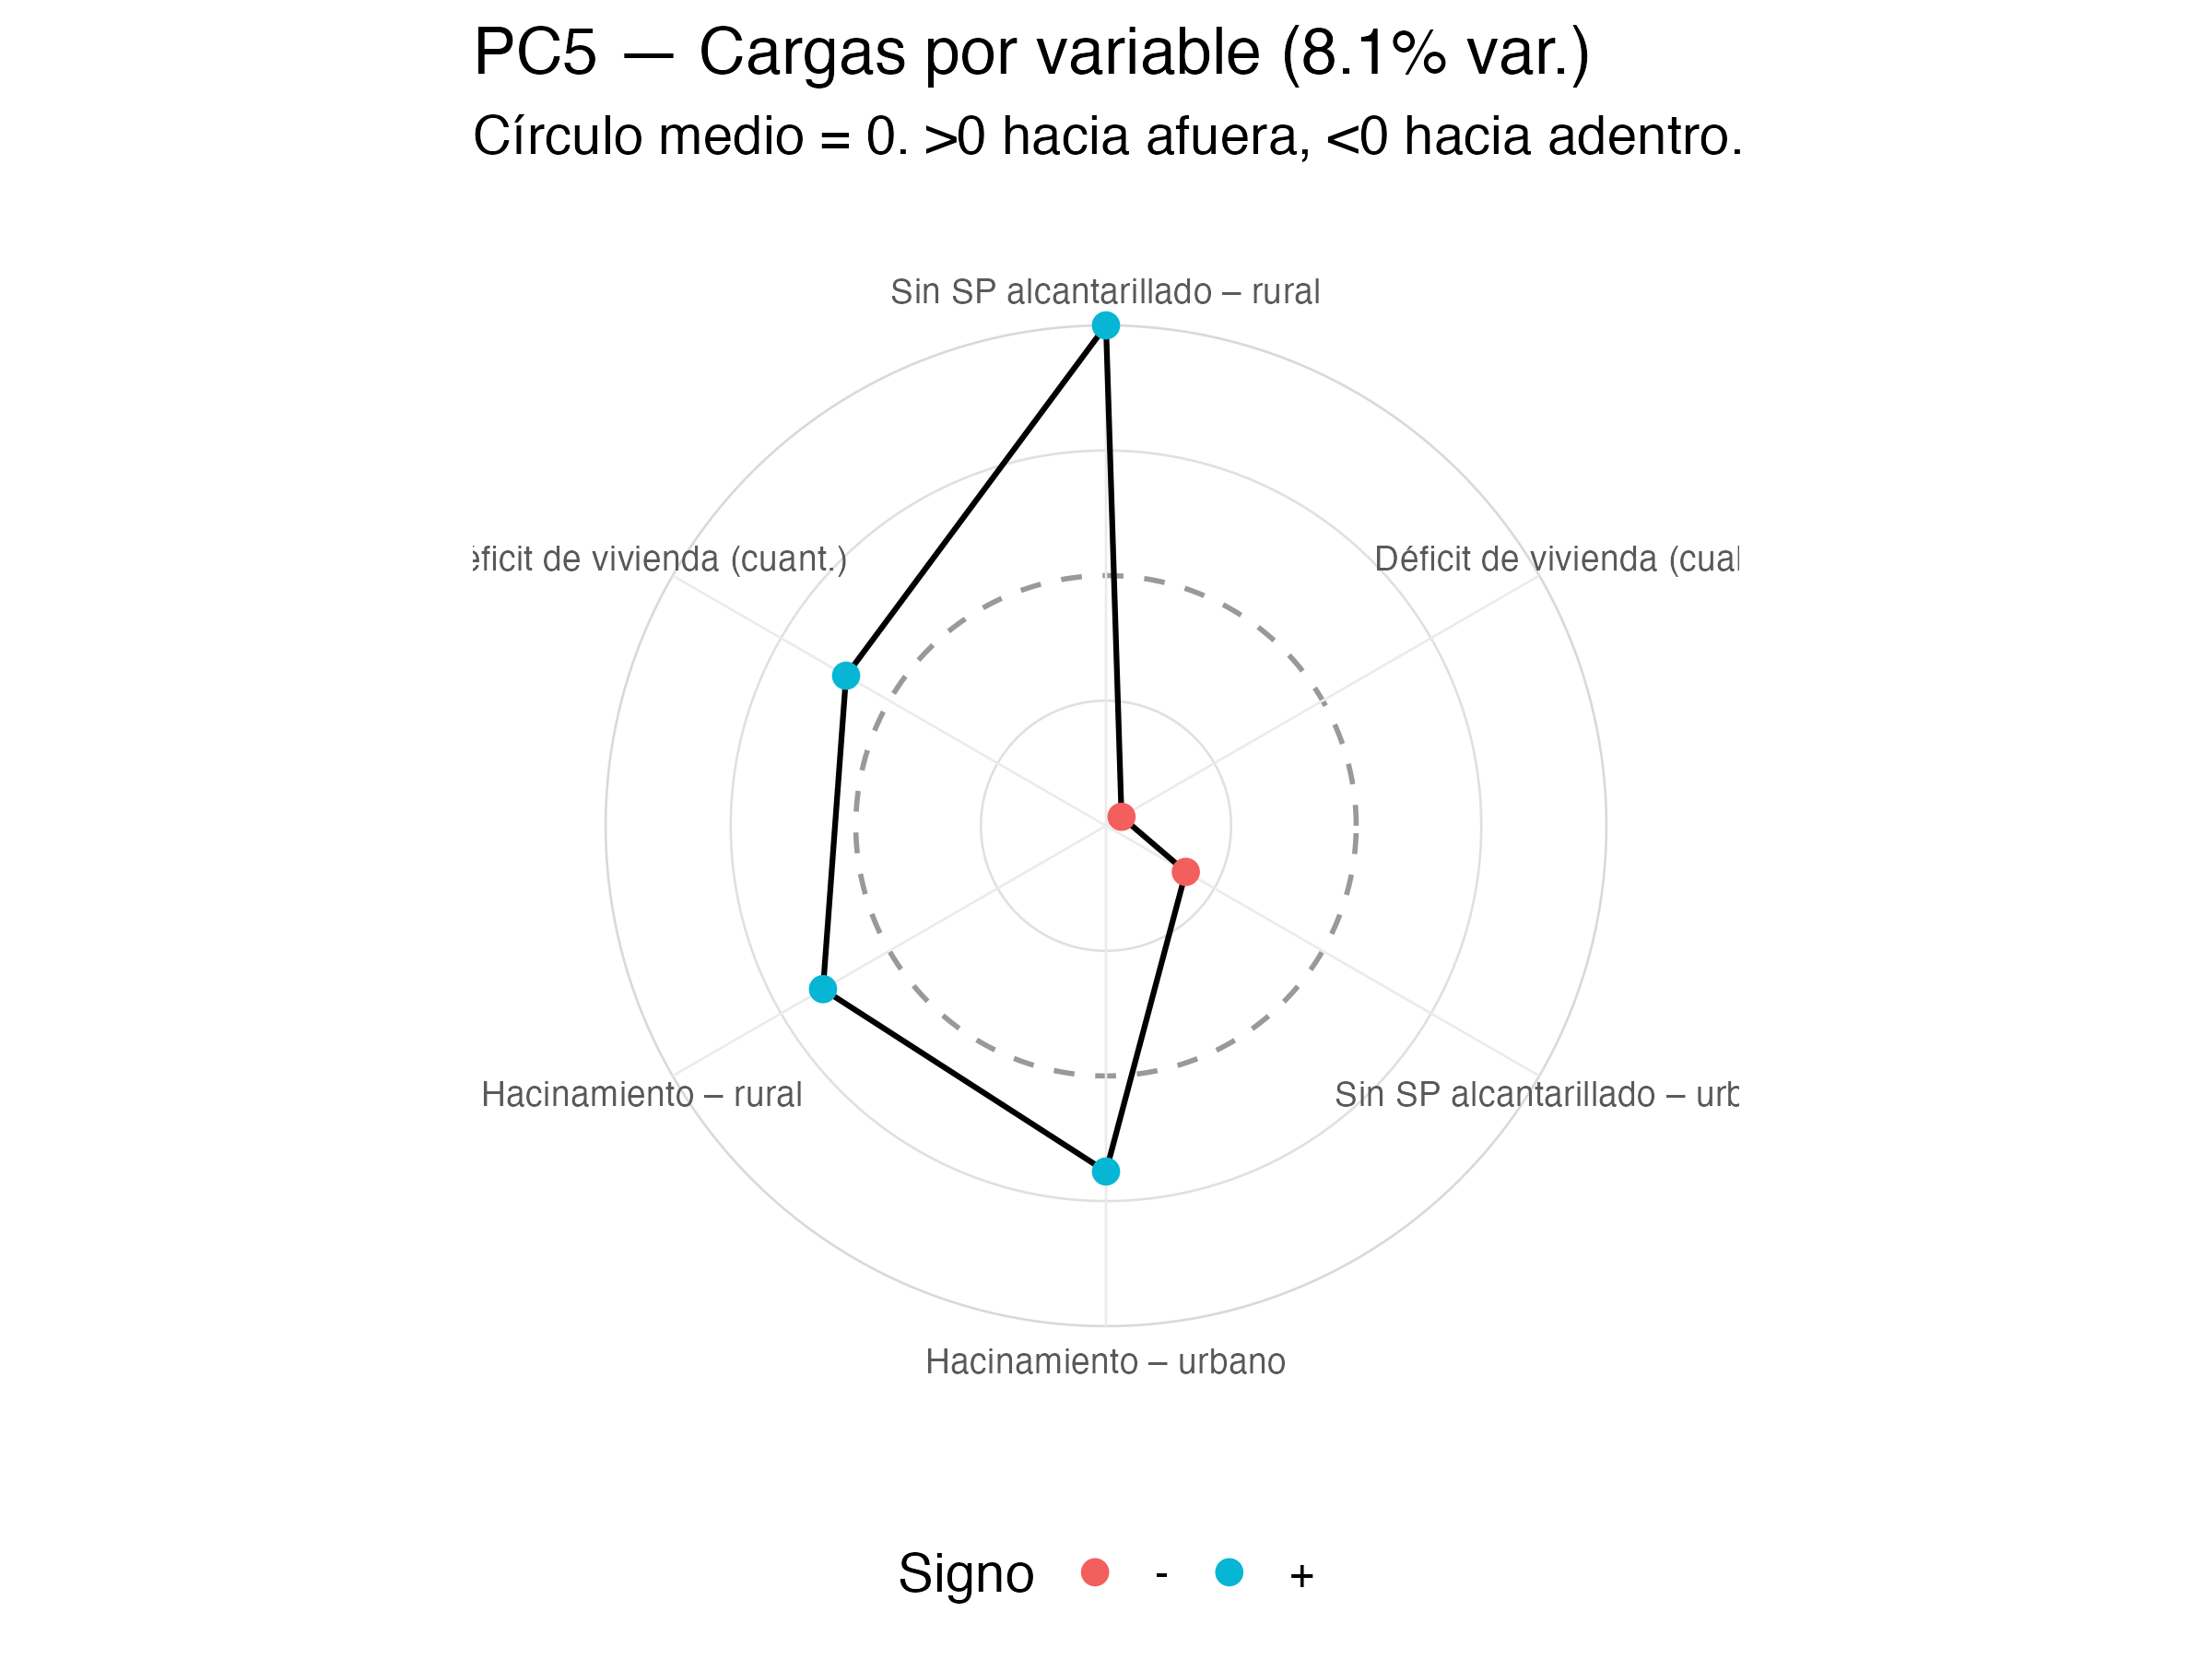 PC5 — Cargas por variable (8.1% var.)
Círculo medio = 0. >0 hacia afuera, <0 hacia adentro.
Sin SP alcantarillado – rural
éficit de vivienda (cuant.)
Déficit de vivienda (cual
Hacinamiento – rural
Sin SP alcantarillado – urb
Hacinamiento – urbano
Signo - +